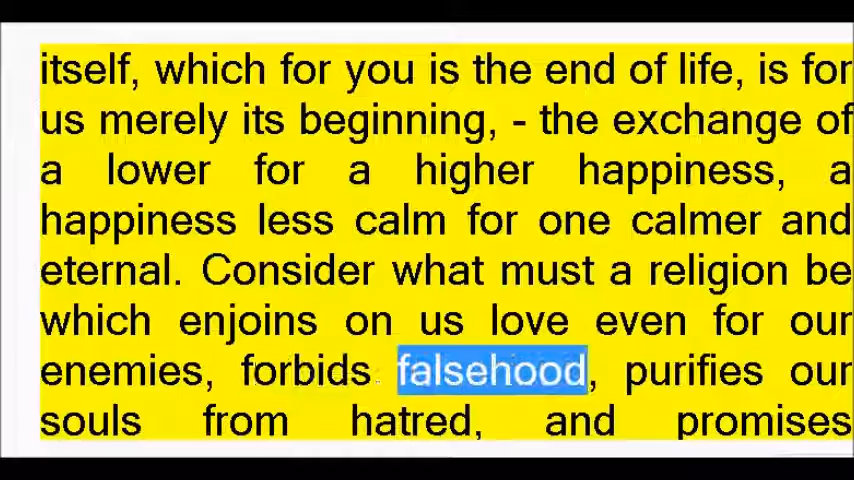 itself, which for you is the end of life, is for
us merely its beginning, - the exchange of
a lower for a higher happiness, a
happiness less calm for one calmer and
eternal. Consider what must a religion be
which enjoins on us love even for our
enemies, forbids falsehood, purifies our
souls from hatred, and promises